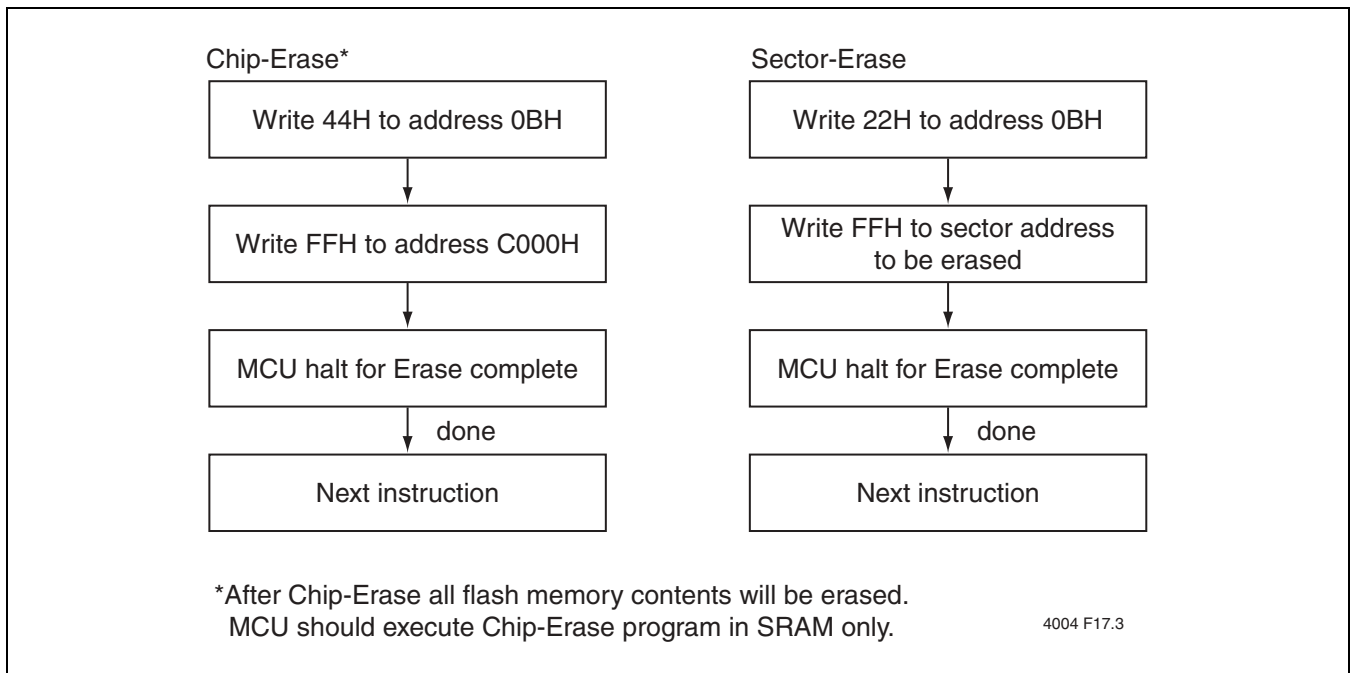 Chip-Erase*
Write 44H to address 0BH
Write FFH to address C000H
MCU halt for Erase complete
done
Next instruction
Sector-Erase
Write 22H to address 0BH
Write FFH to sector address
to be erased
MCU halt for Erase complete
done
Next instruction
*After Chip-Erase all flash memory contents will be erased.
MCU should execute Chip-Erase program in SRAM only.
4004 F17.3